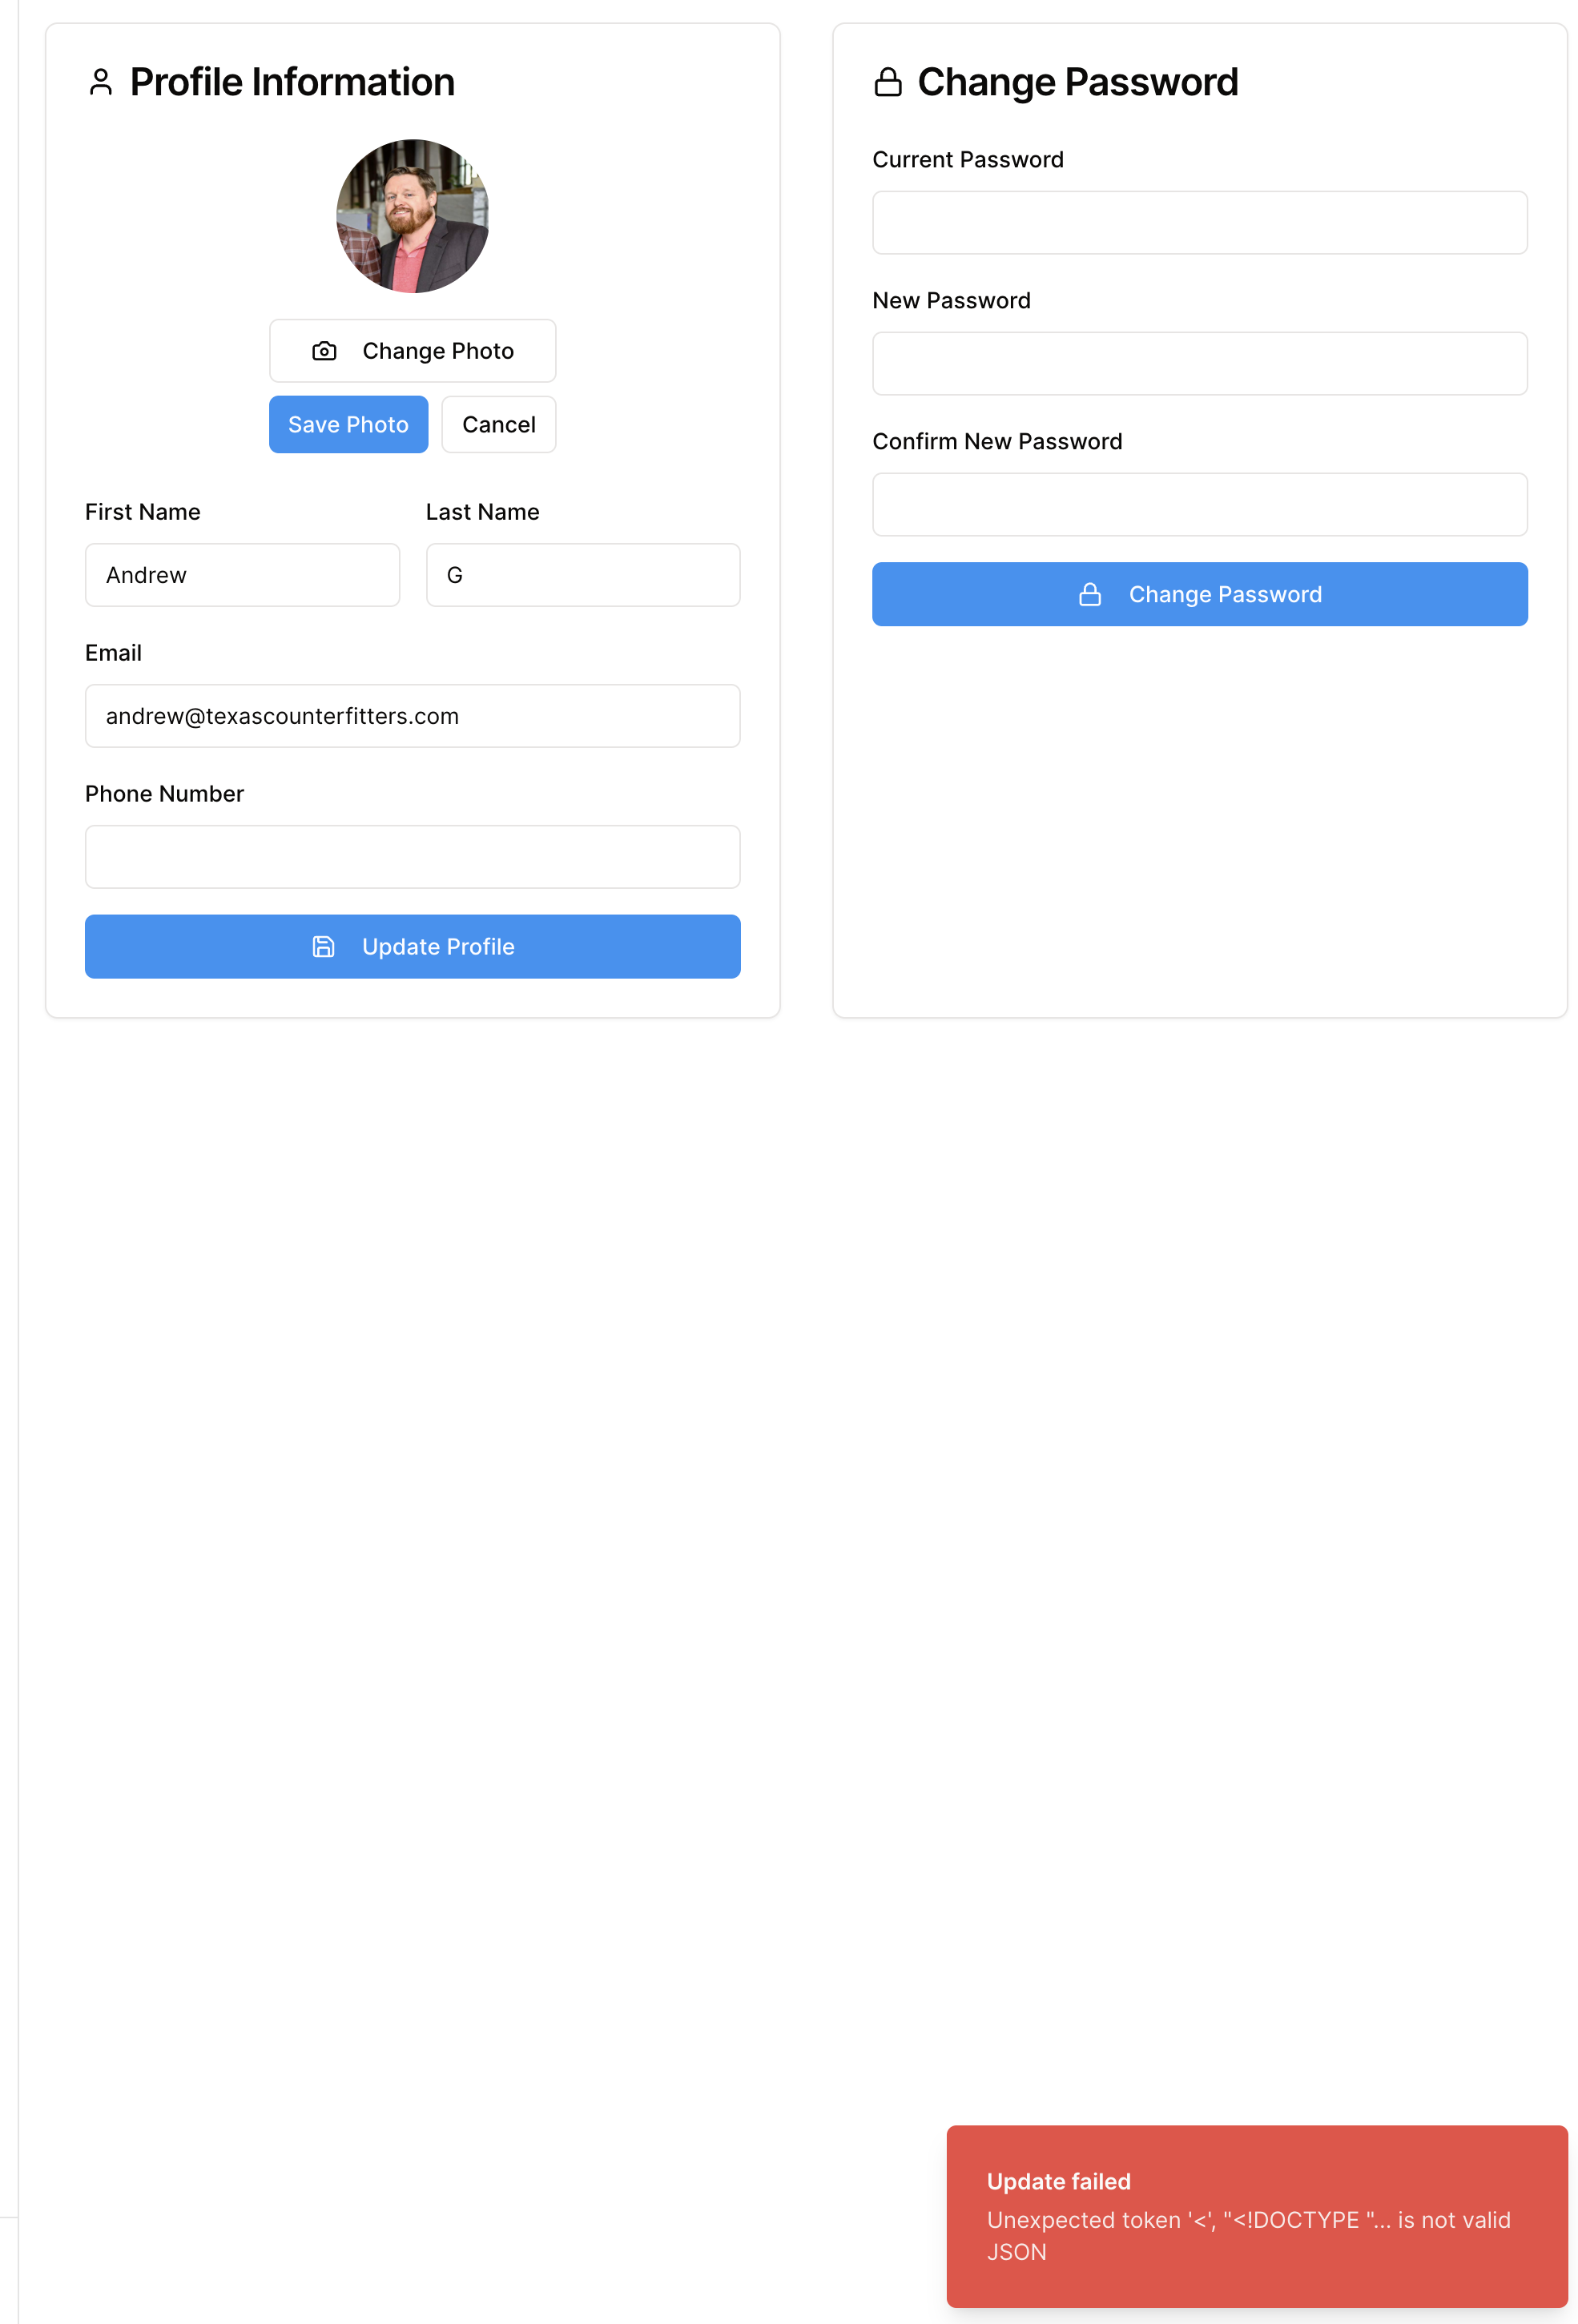 Profile Information
Change Photo
Save Photo
Cancel
First Name
Last Name
Andrew
G
Email
andrew@texascounterfitters.com
Phone Number
Update Profile
Change Password
Current Password
New Password
Confirm New Password
Change Password
Update failed
Unexpected token '<', "<!DOCTYPE "... is not valid
JSON